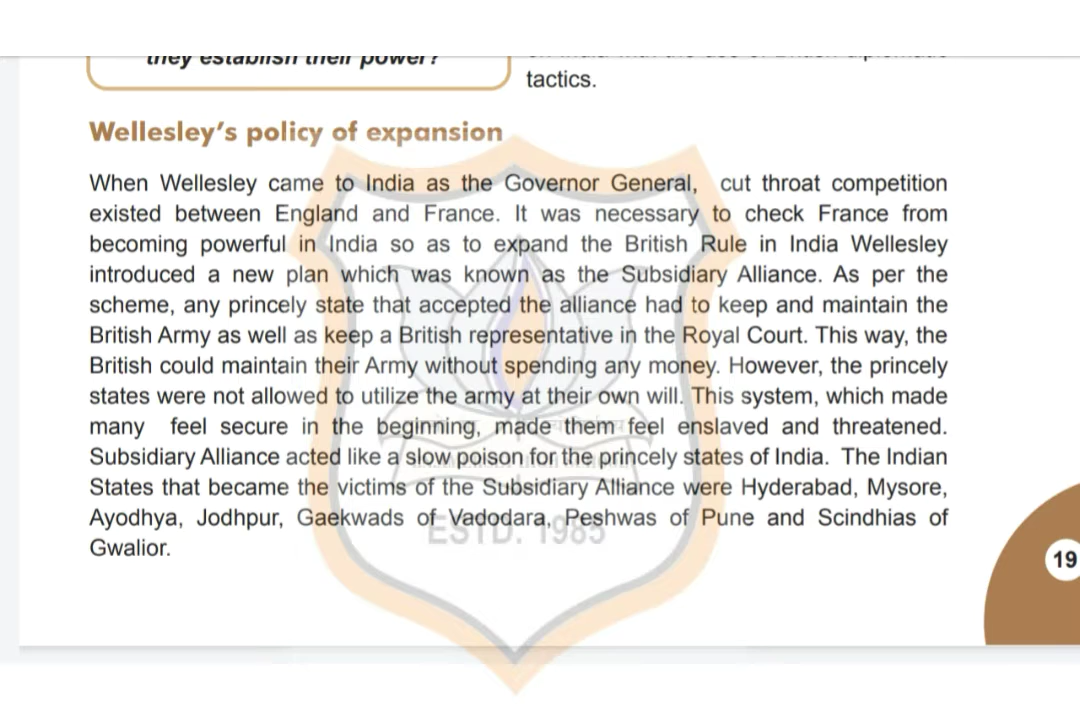 they establish their power?
tactics.
Wellesley's policy of expansion
When Wellesley came to India as the Governor General, cut throat competition
existed between England and France. It was necessary to check France from
becoming powerful in India so as to expand the British Rule in India Wellesley
introduced a new plan which was known as the Subsidiary Alliance. As per the
scheme, any princely state that accepted the alliance had to keep and maintain the
British Army as well as keep a British representative in the Royal Court. This way, the
British could maintain their Army without spending any money. However, the princely
states were not allowed to utilize the army at their own will. This system, which made
many feel secure in the beginning, made them feel enslaved and threatened.
Subsidiary Alliance acted like a slow poison for the princely states of India. The Indian
States that became the victims of the Subsidiary Alliance were Hyderabad, Mysore,
Ayodhya, Jodhpur, Gaekwads of Vadodara, Peshwas of Pune and Scindhias of
Gwalior.
ESTD. 1985
19